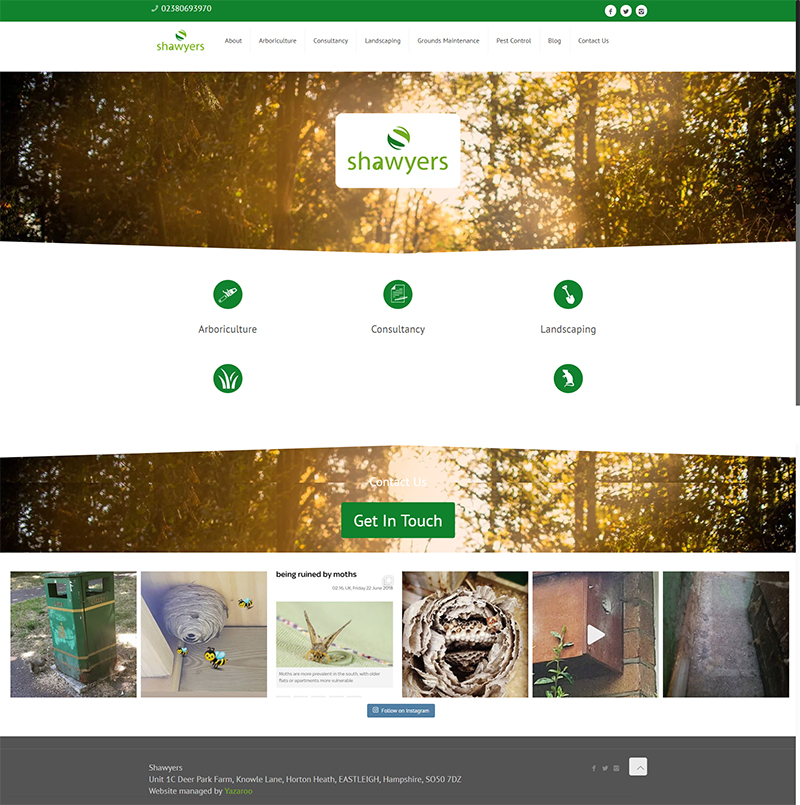 02380693970
shawyers
About
Arboriculture
Consultancy
Landscaping
Grounds Maintenance
Pest Control
Blog
Contact Us
shawyers
Arboriculture
Consultancy
Landscaping
Contact Us
Get In Touch
being ruined by moths
02:15, UK, Friday 22 June 2018
Moths are more prevalent in the south, with older
flats or apartments more vulnerable
Follow on Instagram
Shawyers
Unit 1C Deer Park Farm, Knowle Lane, Horton Heath, EASTLEIGH, Hampshire, SO50 7DZ
Website managed by Yazaroo